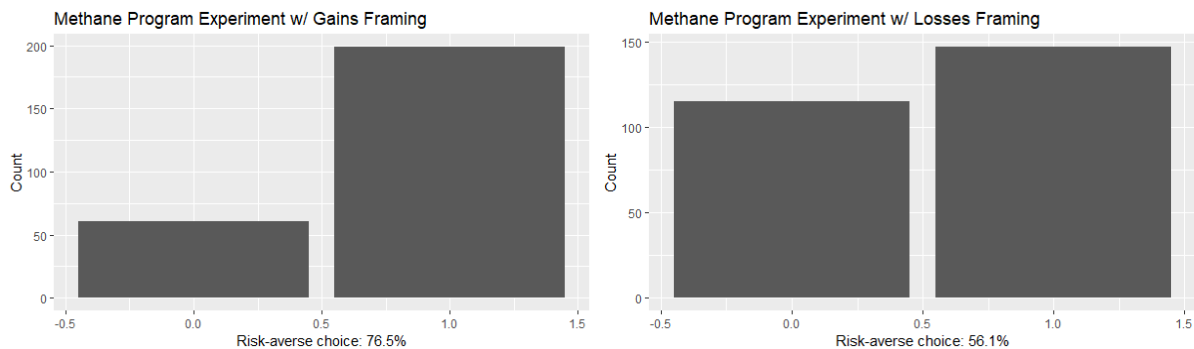 Methane Program Experiment w/ Gains Framing
200
150
100
50
0
Count
-0.5 0.0 0.5 1.0 1.5
Risk-averse choice: 76.5%
Methane Program Experiment w/ Losses Framing
150
100
50
0
Count
-0.5 0.0 0.5 1.0 1.5
Risk-averse choice: 56.1%